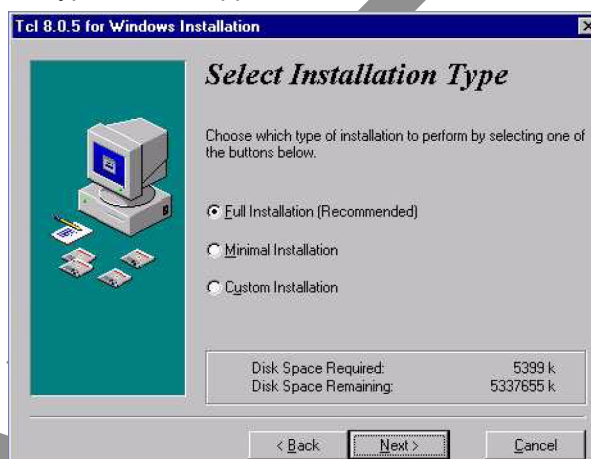 Tcl 8.0.5 for Windows Installation
Select Installation Type
Choose which type of installation to perform by selecting one of
the buttons below.
Full Installation (Recommended)
Minimal Installation
Custom Installation
Disk Space Required: 5399 k
Disk Space Remaining: 5337655 k
< Back Next > Cancel